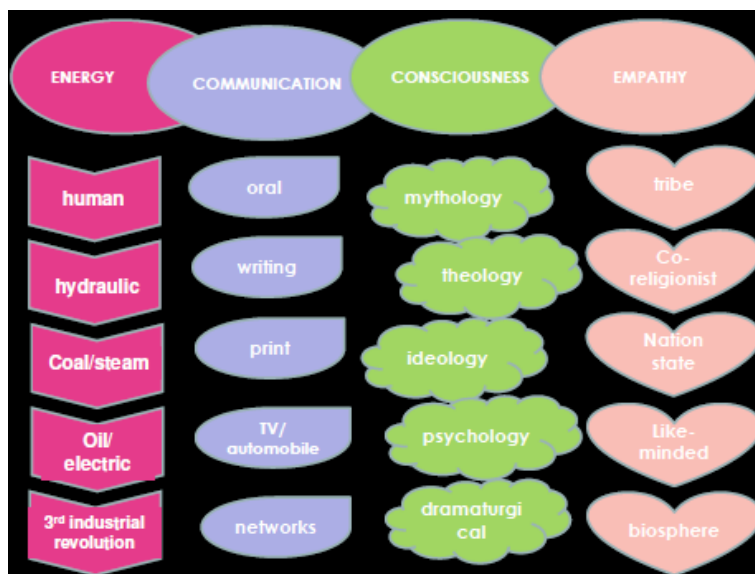 ENERGY
COMMUNICATION
CONSCIOUSNESS
EMPATHY
human
oral
mythology
tribe
hydraulic
writing
theology
Co-
religionist
Coal/steam
print
ideology
Nation
state
Oil/
electric
TV/
automobile
psychology
Like-
minded
3rd industrial
revolution
networks
dramaturgi
cal
biosphere